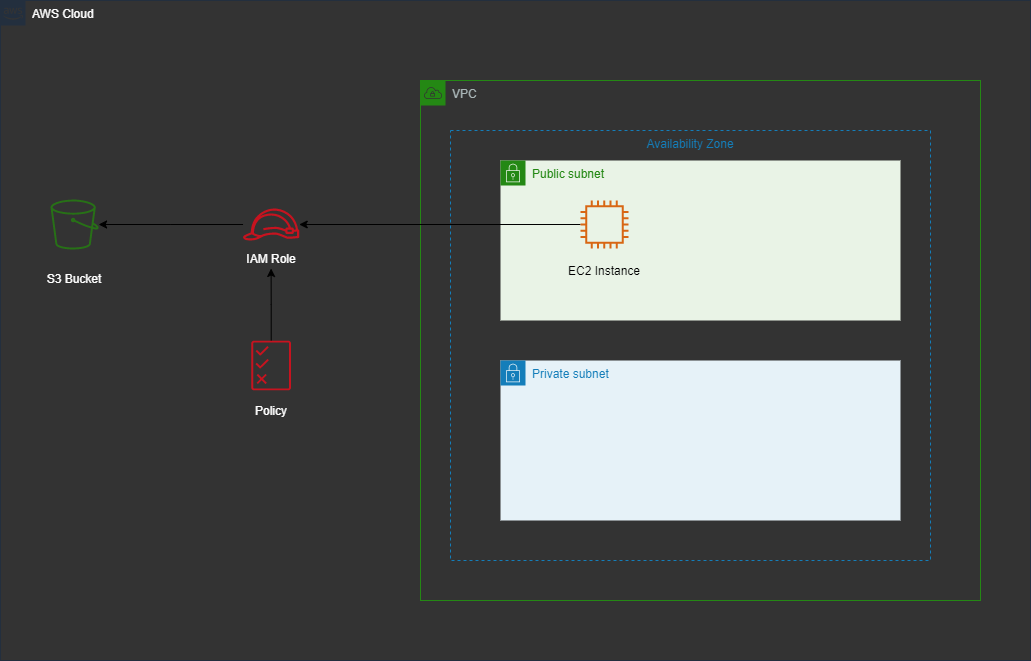 AWS Cloud
VPC
Availability Zone
Public subnet
EC2 Instance
S3 Bucket
IAM Role
Policy
Private subnet